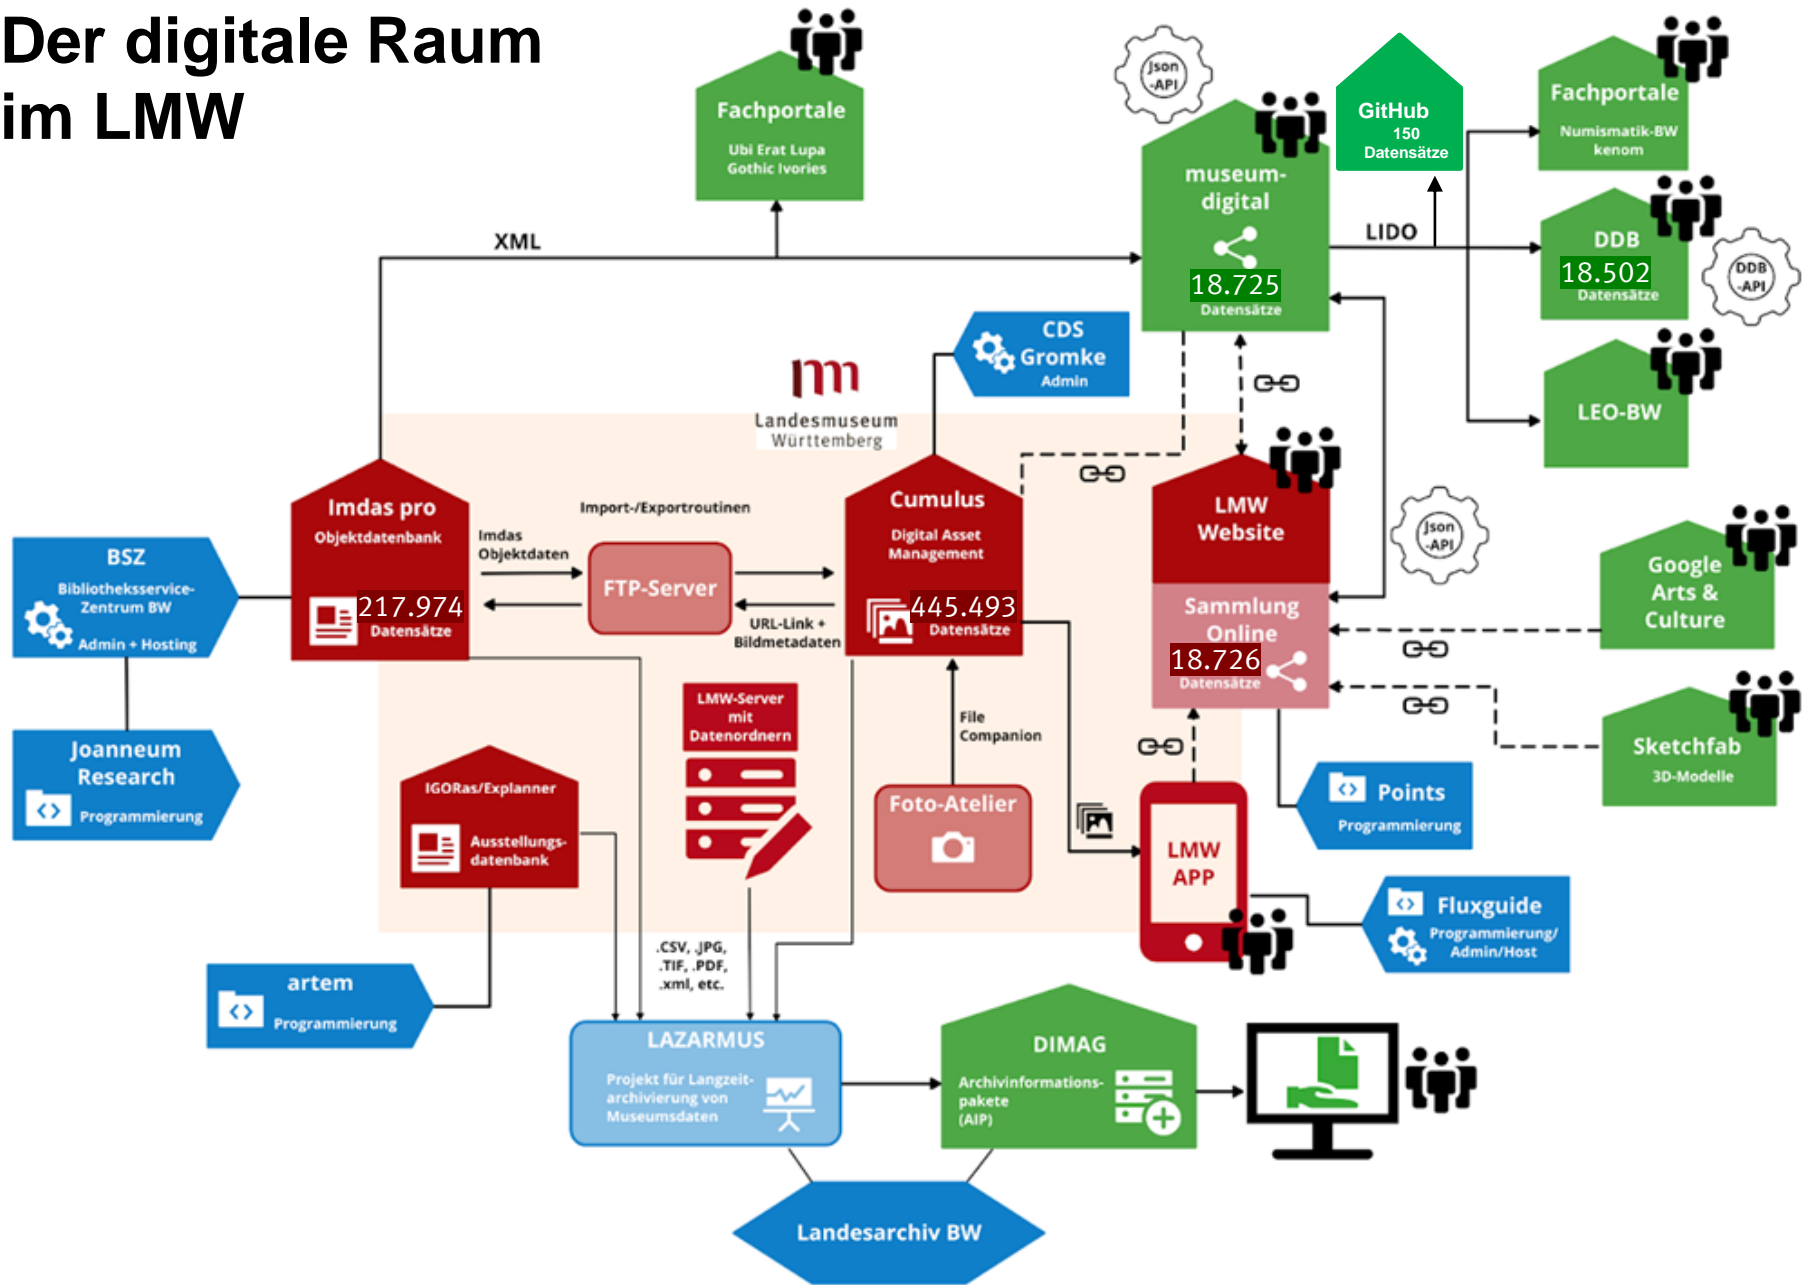 Der digitale Raum
im LMW
Fachportale
Ubi Erat Lupa
Gothic Ivories
Json
-API
museum-
digital
18.725
Datensätze
GitHub
150
Datensätze
Fachportale
Numismatik-BW
kenom
XML
LIDO
DDB
18.502
Datensätze
DDB
-API
LEO-BW
CDS
Gromke
Admin
m
Landesmuseum
Württemberg
Imdas pro
Objektdatenbank
217.974
Datensätze
Import-/Exportroutinen
Imdas
Objektdaten
FTP-Server
URL-Link +
Bildmetadaten
Cumulus
Digital Asset
Management
445.493
Datensätze
LMW
Website
Sammlung
Online
18.726
Datensätze
Json
-API
Google
Arts &
Culture
Sketchfab
3D-Modelle
BSZ
Bibliotheksservice-
Zentrum BW
Admin + Hosting
Joanneum
Research
Programmierung
LMW-Server
mit
Datenordnern
File
Companion
IGORas/Explanner
Ausstellungs-
datenbank
Foto-Atelier
LMW
APP
Points
Programmierung
Fluxguide
Programmierung/
Admin/Host
artem
Programmierung
.CSV, .JPG,
.TIF, .PDF,
.xml, etc.
LAZARMUS
Projekt für Langzeit-
archivierung von
Museumsdaten
DIMAG
Archivinformations-
pakete
(AIP)
Landesarchiv BW